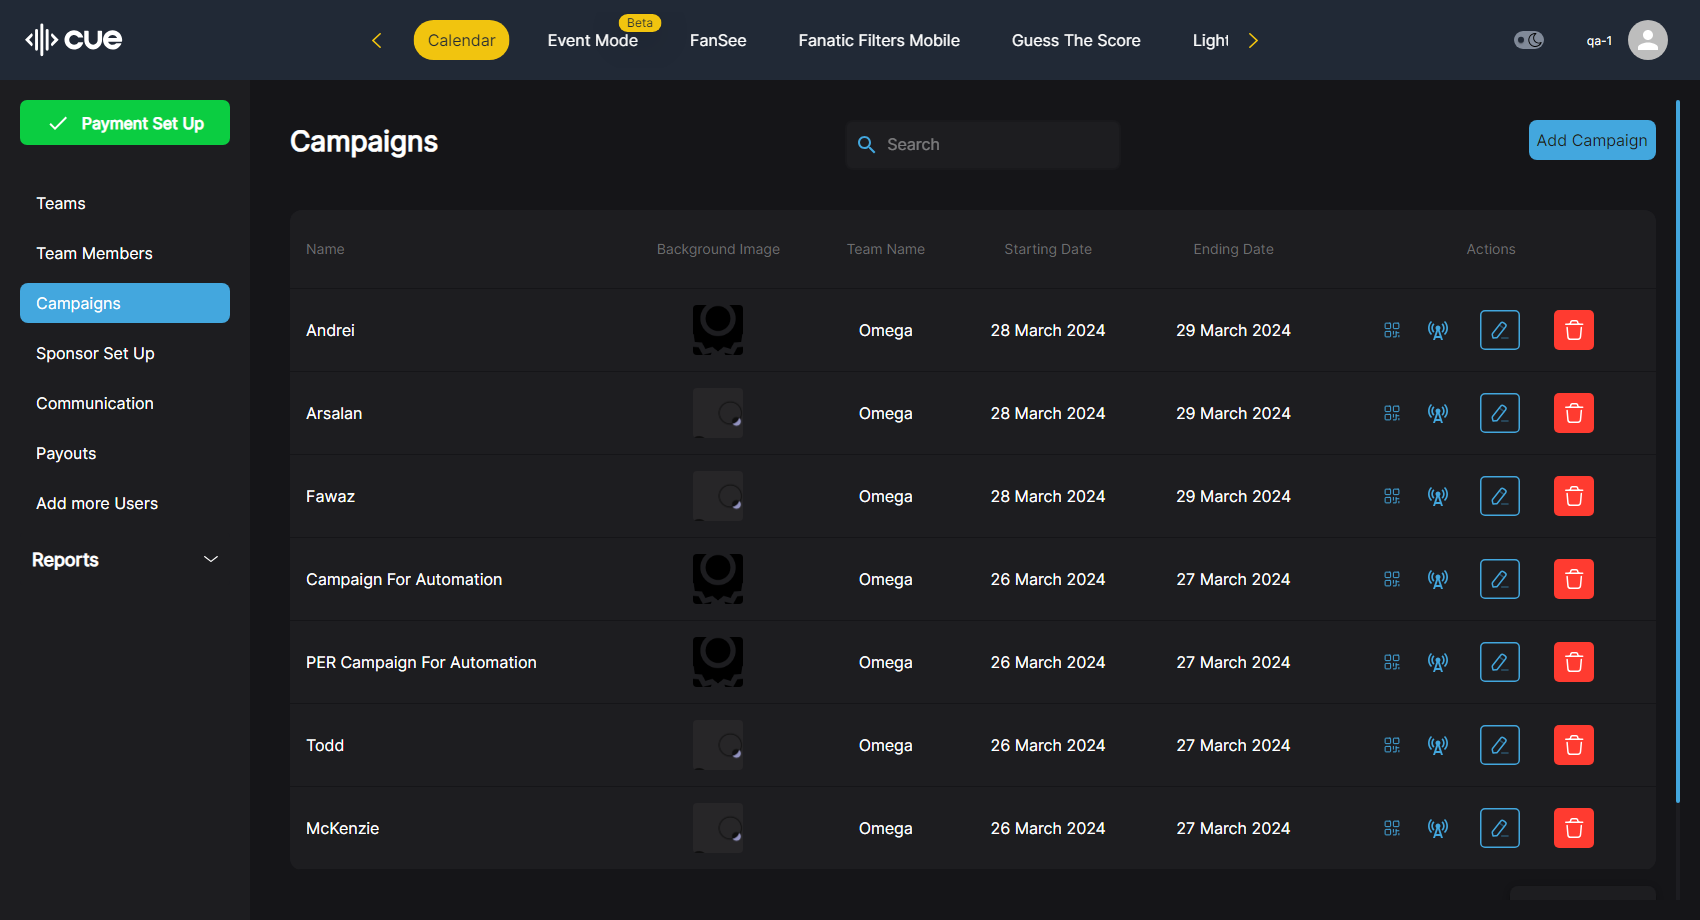 cue
Calendar
Event Mode
Beta
FanSee
Fanatic Filters Mobile
Guess The Score
Light
qa-1
Payment Set Up
Teams
Team Members
Campaigns
Sponsor Set Up
Communication
Payouts
Add more Users
Reports
Campaigns
Search
Add Campaign
Name Background Image Team Name Starting Date Ending Date Actions
Andrei Omega 28 March 2024 29 March 2024
Arsalan Omega 28 March 2024 29 March 2024
Fawaz Omega 28 March 2024 29 March 2024
Campaign For Automation Omega 26 March 2024 27 March 2024
PER Campaign For Automation Omega 26 March 2024 27 March 2024
Todd Omega 26 March 2024 27 March 2024
McKenzie Omega 26 March 2024 27 March 2024